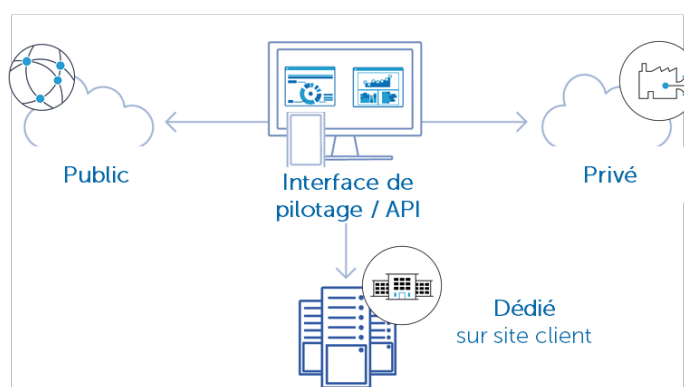 Public
Interface de
pilotage / API
Privé
Dédié
sur site client